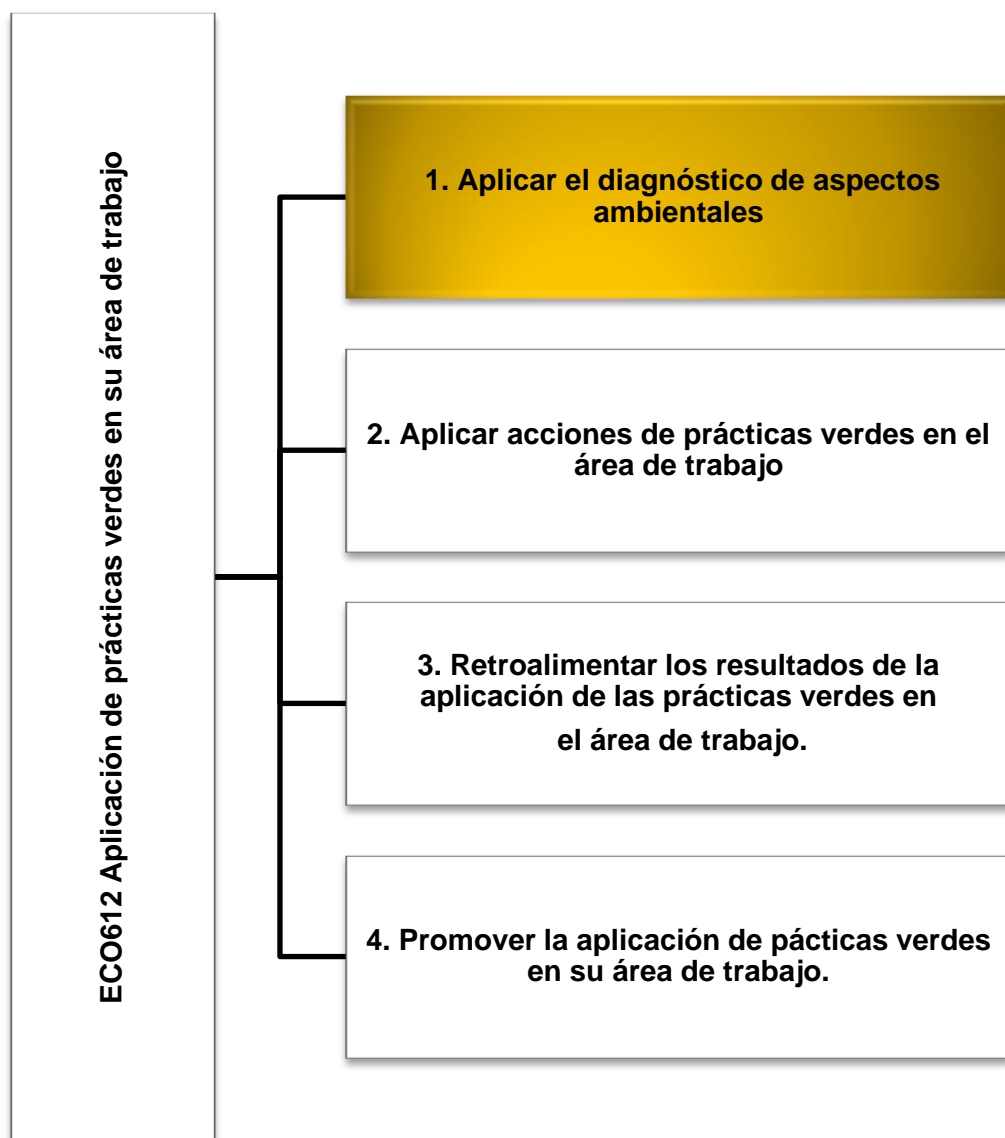 ECO612 Aplicación de prácticas verdes en su área de trabajo
1. Aplicar el diagnóstico de aspectos
ambientales
2. Aplicar acciones de prácticas verdes en el
área de trabajo
3. Retroalimentar los resultados de la
aplicación de las prácticas verdes en
el área de trabajo.
4. Promover la aplicación de pácticas verdes
en su área de trabajo.